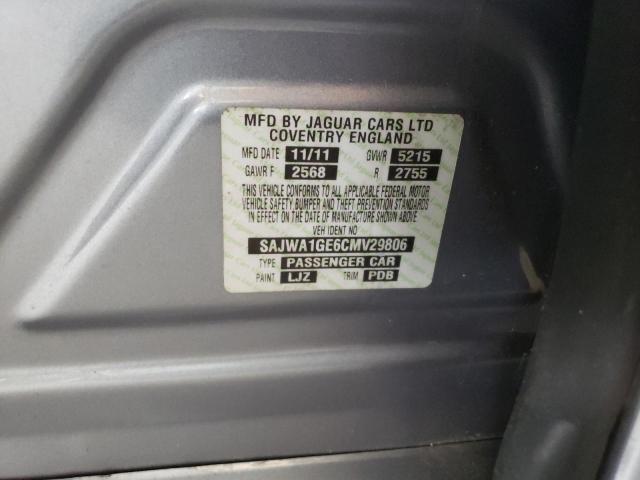 MFD BY JAGUAR CARS LTD
COVENTRY ENGLAND
MFD DATE 11/11 GVWR 5215
GAWR F 2568 R 2755
THIS VEHICLE CONFORMS TO ALL APPLICABLE FEDERAL MOTOR
VEHICLE SAFETY, BUMPER AND THEFT PREVENTION STANDARDS
IN EFFECT ON THE DATE OF MANUFACTURE SHOWN ABOVE
VEH IDENT NO
SAJWA1GE6CMV29806
TYPE PASSENGER CAR
PAINT LJZ TRIM PDB